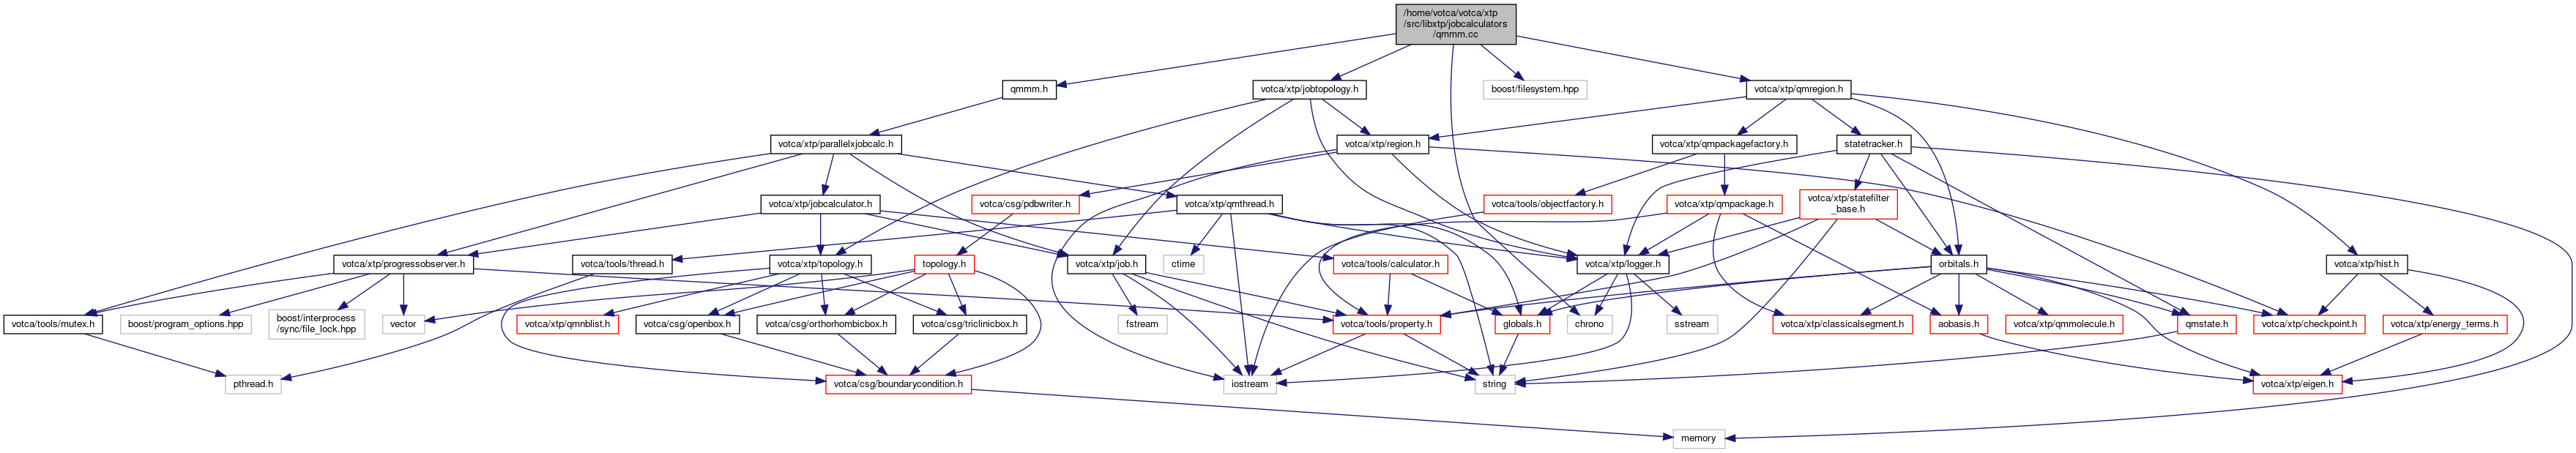 /home/votca/votca/xtp
/src/libxtp/jobcalculators
/qmmm.cc
qmmm.h
votca/xtp/jobtopology.h
boost/filesystem.hpp
votca/xtp/qmregion.h
votca/xtp/parallelxjobcalc.h
votca/xtp/region.h
votca/xtp/qmpackagefactory.h
statetracker.h
votca/xtp/jobcalculator.h
votca/csg/pdbwriter.h
votca/xtp/qmthread.h
votca/tools/objectfactory.h
votca/xtp/qmpackage.h
votca/xtp/statefilter
_base.h
votca/xtp/progressobserver.h
votca/tools/thread.h
votca/xtp/topology.h
topology.h
votca/xtp/job.h
ctime
votca/tools/calculator.h
votca/xtp/logger.h
orbitals.h
votca/xtp/hist.h
votca/tools/mutex.h
boost/program_options.hpp
boost/interprocess
/sync/file_lock.hpp
vector
votca/xtp/qmnblist.h
votca/csg/openbox.h
votca/csg/orthorhombicbox.h
votca/csg/triclinicbox.h
fstream
votca/tools/property.h
globals.h
chrono
sstream
votca/xtp/classicalsegment.h
aobasis.h
votca/xtp/qmmolecule.h
qmstate.h
votca/xtp/checkpoint.h
votca/xtp/energy_terms.h
pthread.h
votca/csg/boundarycondition.h
iostream
string
votca/xtp/eigen.h
memory